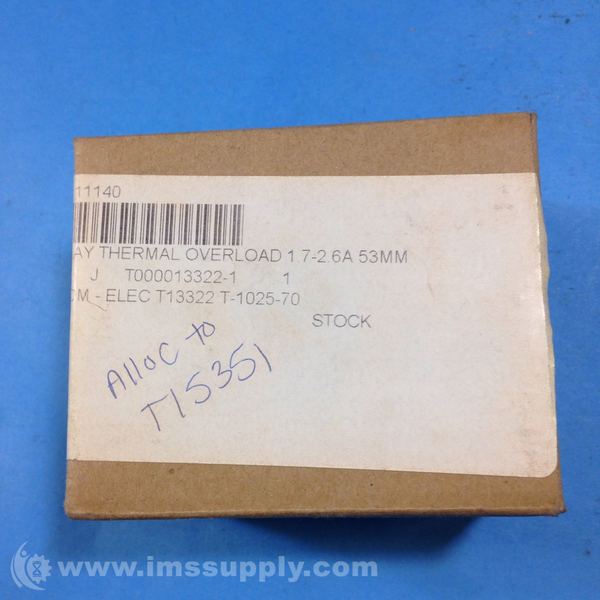 11140
AY THERMAL OVERLOAD 1.7-2.6A 53MM
J T000013322-1 1
CM - ELEC T13322 T-1025-70
STOCK
Alloc to
T15351
www.imssupply.com